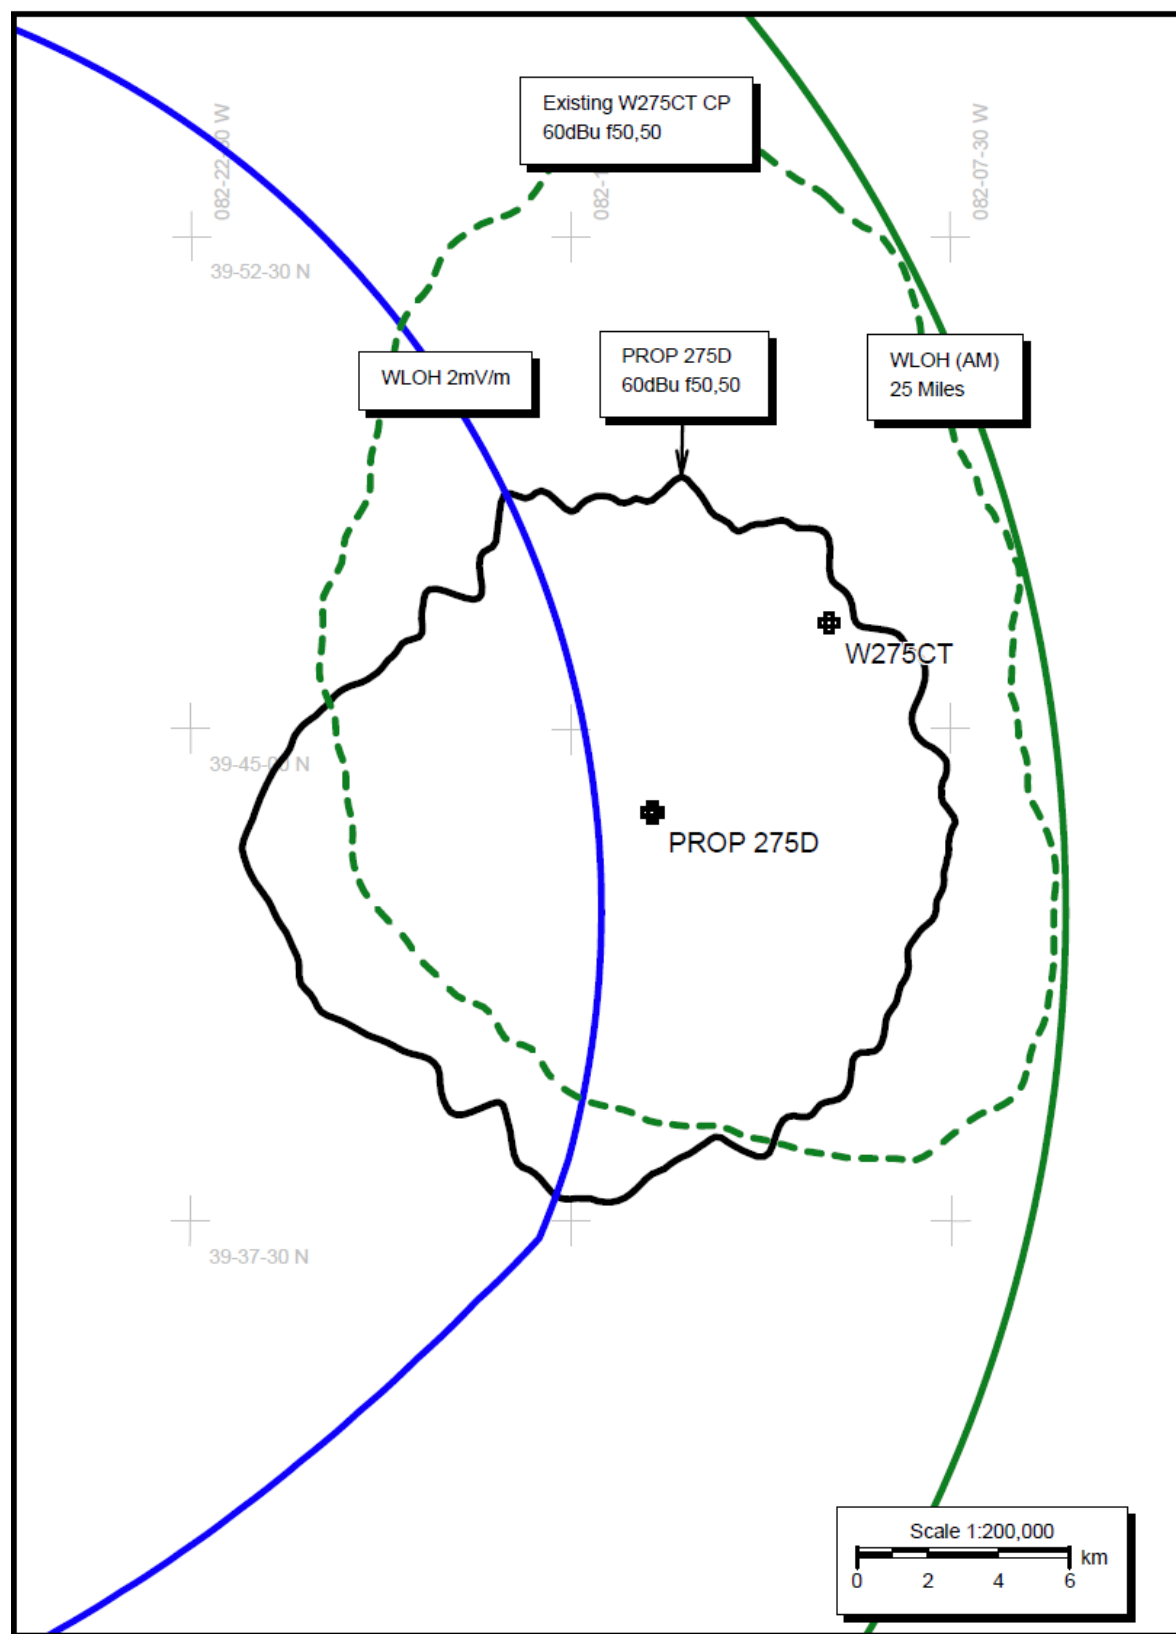 Existing W275CT CP
60dBu f50,50
082-22-30 W
082-1
082-07-30 W
39-52-30 N
PROP 275D
60dBu f50,50
WLOH (AM)
25 Miles
WLOH 2mV/m
W275CT
39-45-00 N
PROP 275D
39-37-30 N
Scale 1:200,000
km
0 2 4 6